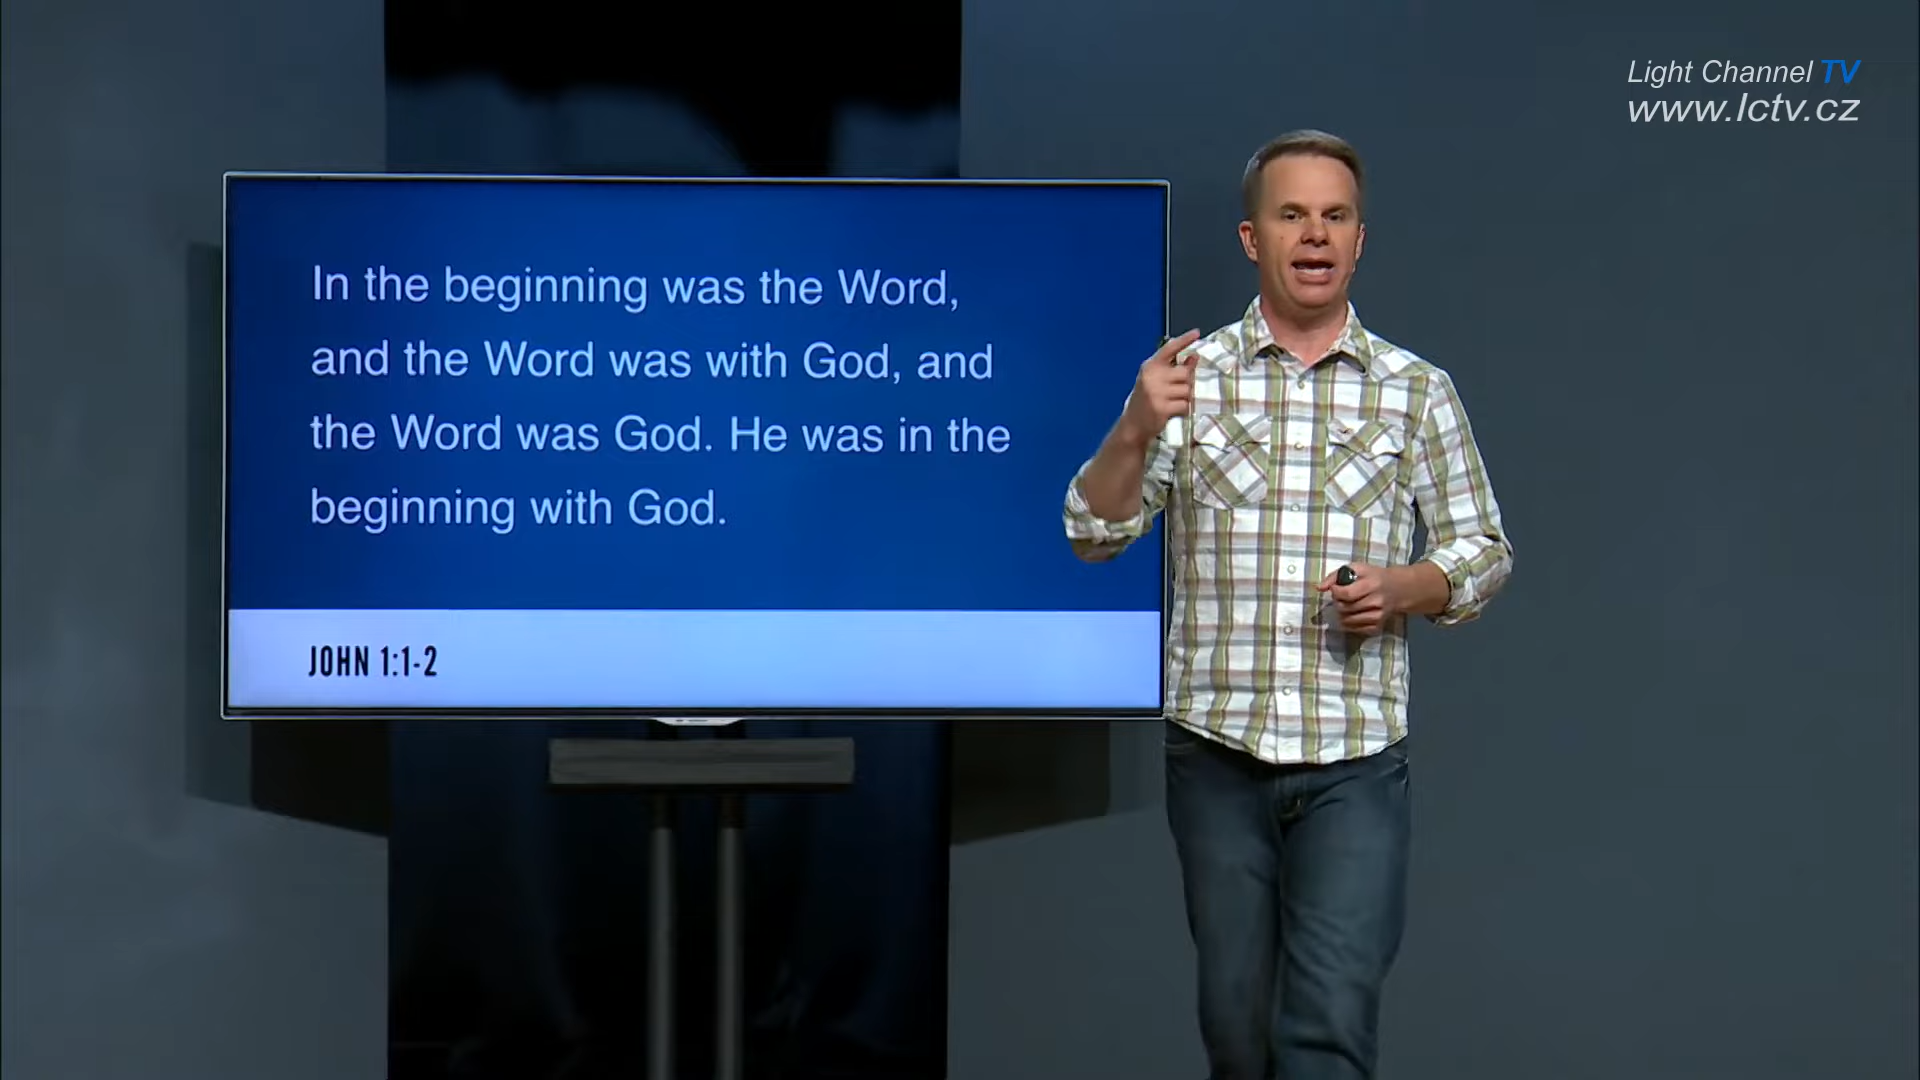 Light Channel TV
www.lctv.cz
In the beginning was the Word,
and the Word was with God, and
the Word was God. He was in the
beginning with God.
JOHN 1:1-2